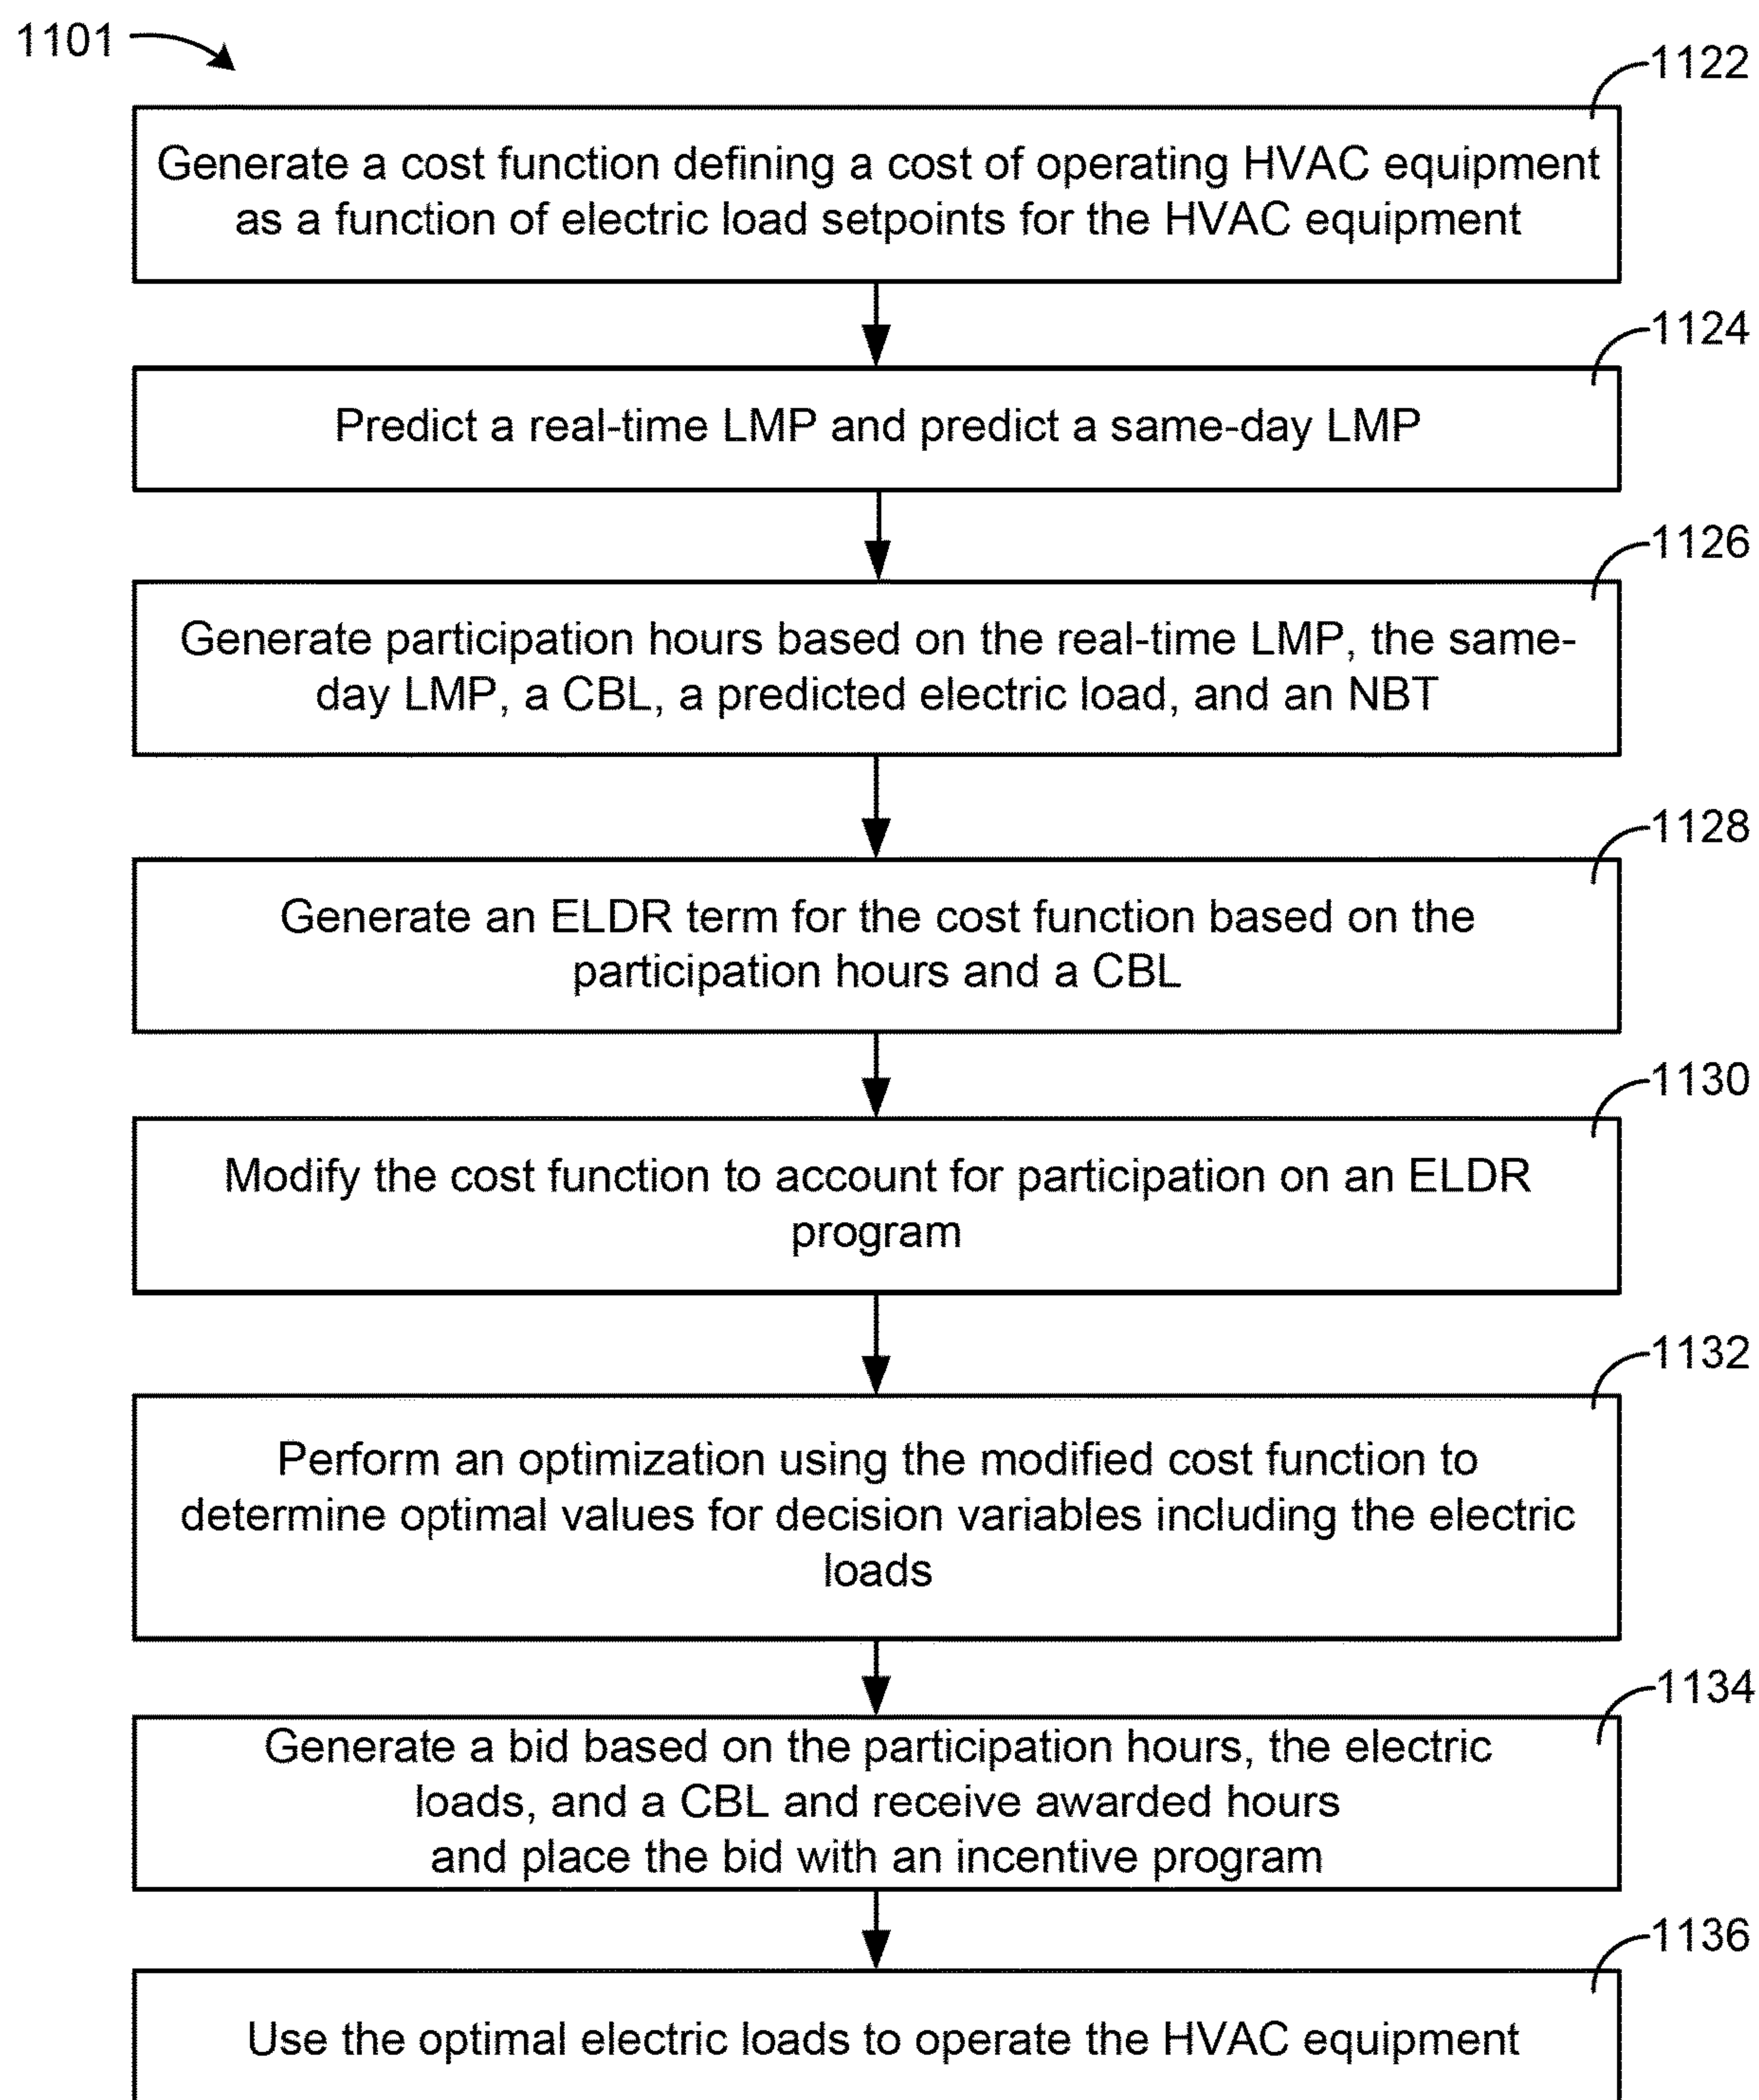 1101
1122
Generate a cost function defining a cost of operating HVAC equipment
as a function of electric load setpoints for the HVAC equipment
1124
Predict a real-time LMP and predict a same-day LMP
1126
Generate participation hours based on the real-time LMP, the same-
day LMP, a CBL, a predicted electric load, and an NBT
1128
Generate an ELDR term for the cost function based on the
participation hours and a CBL
1130
Modify the cost function to account for participation on an ELDR
program
1132
Perform an optimization using the modified cost function to
determine optimal values for decision variables including the electric
loads
1134
Generate a bid based on the participation hours, the electric
loads, and a CBL and receive awarded hours
and place the bid with an incentive program
1136
Use the optimal electric loads to operate the HVAC equipment